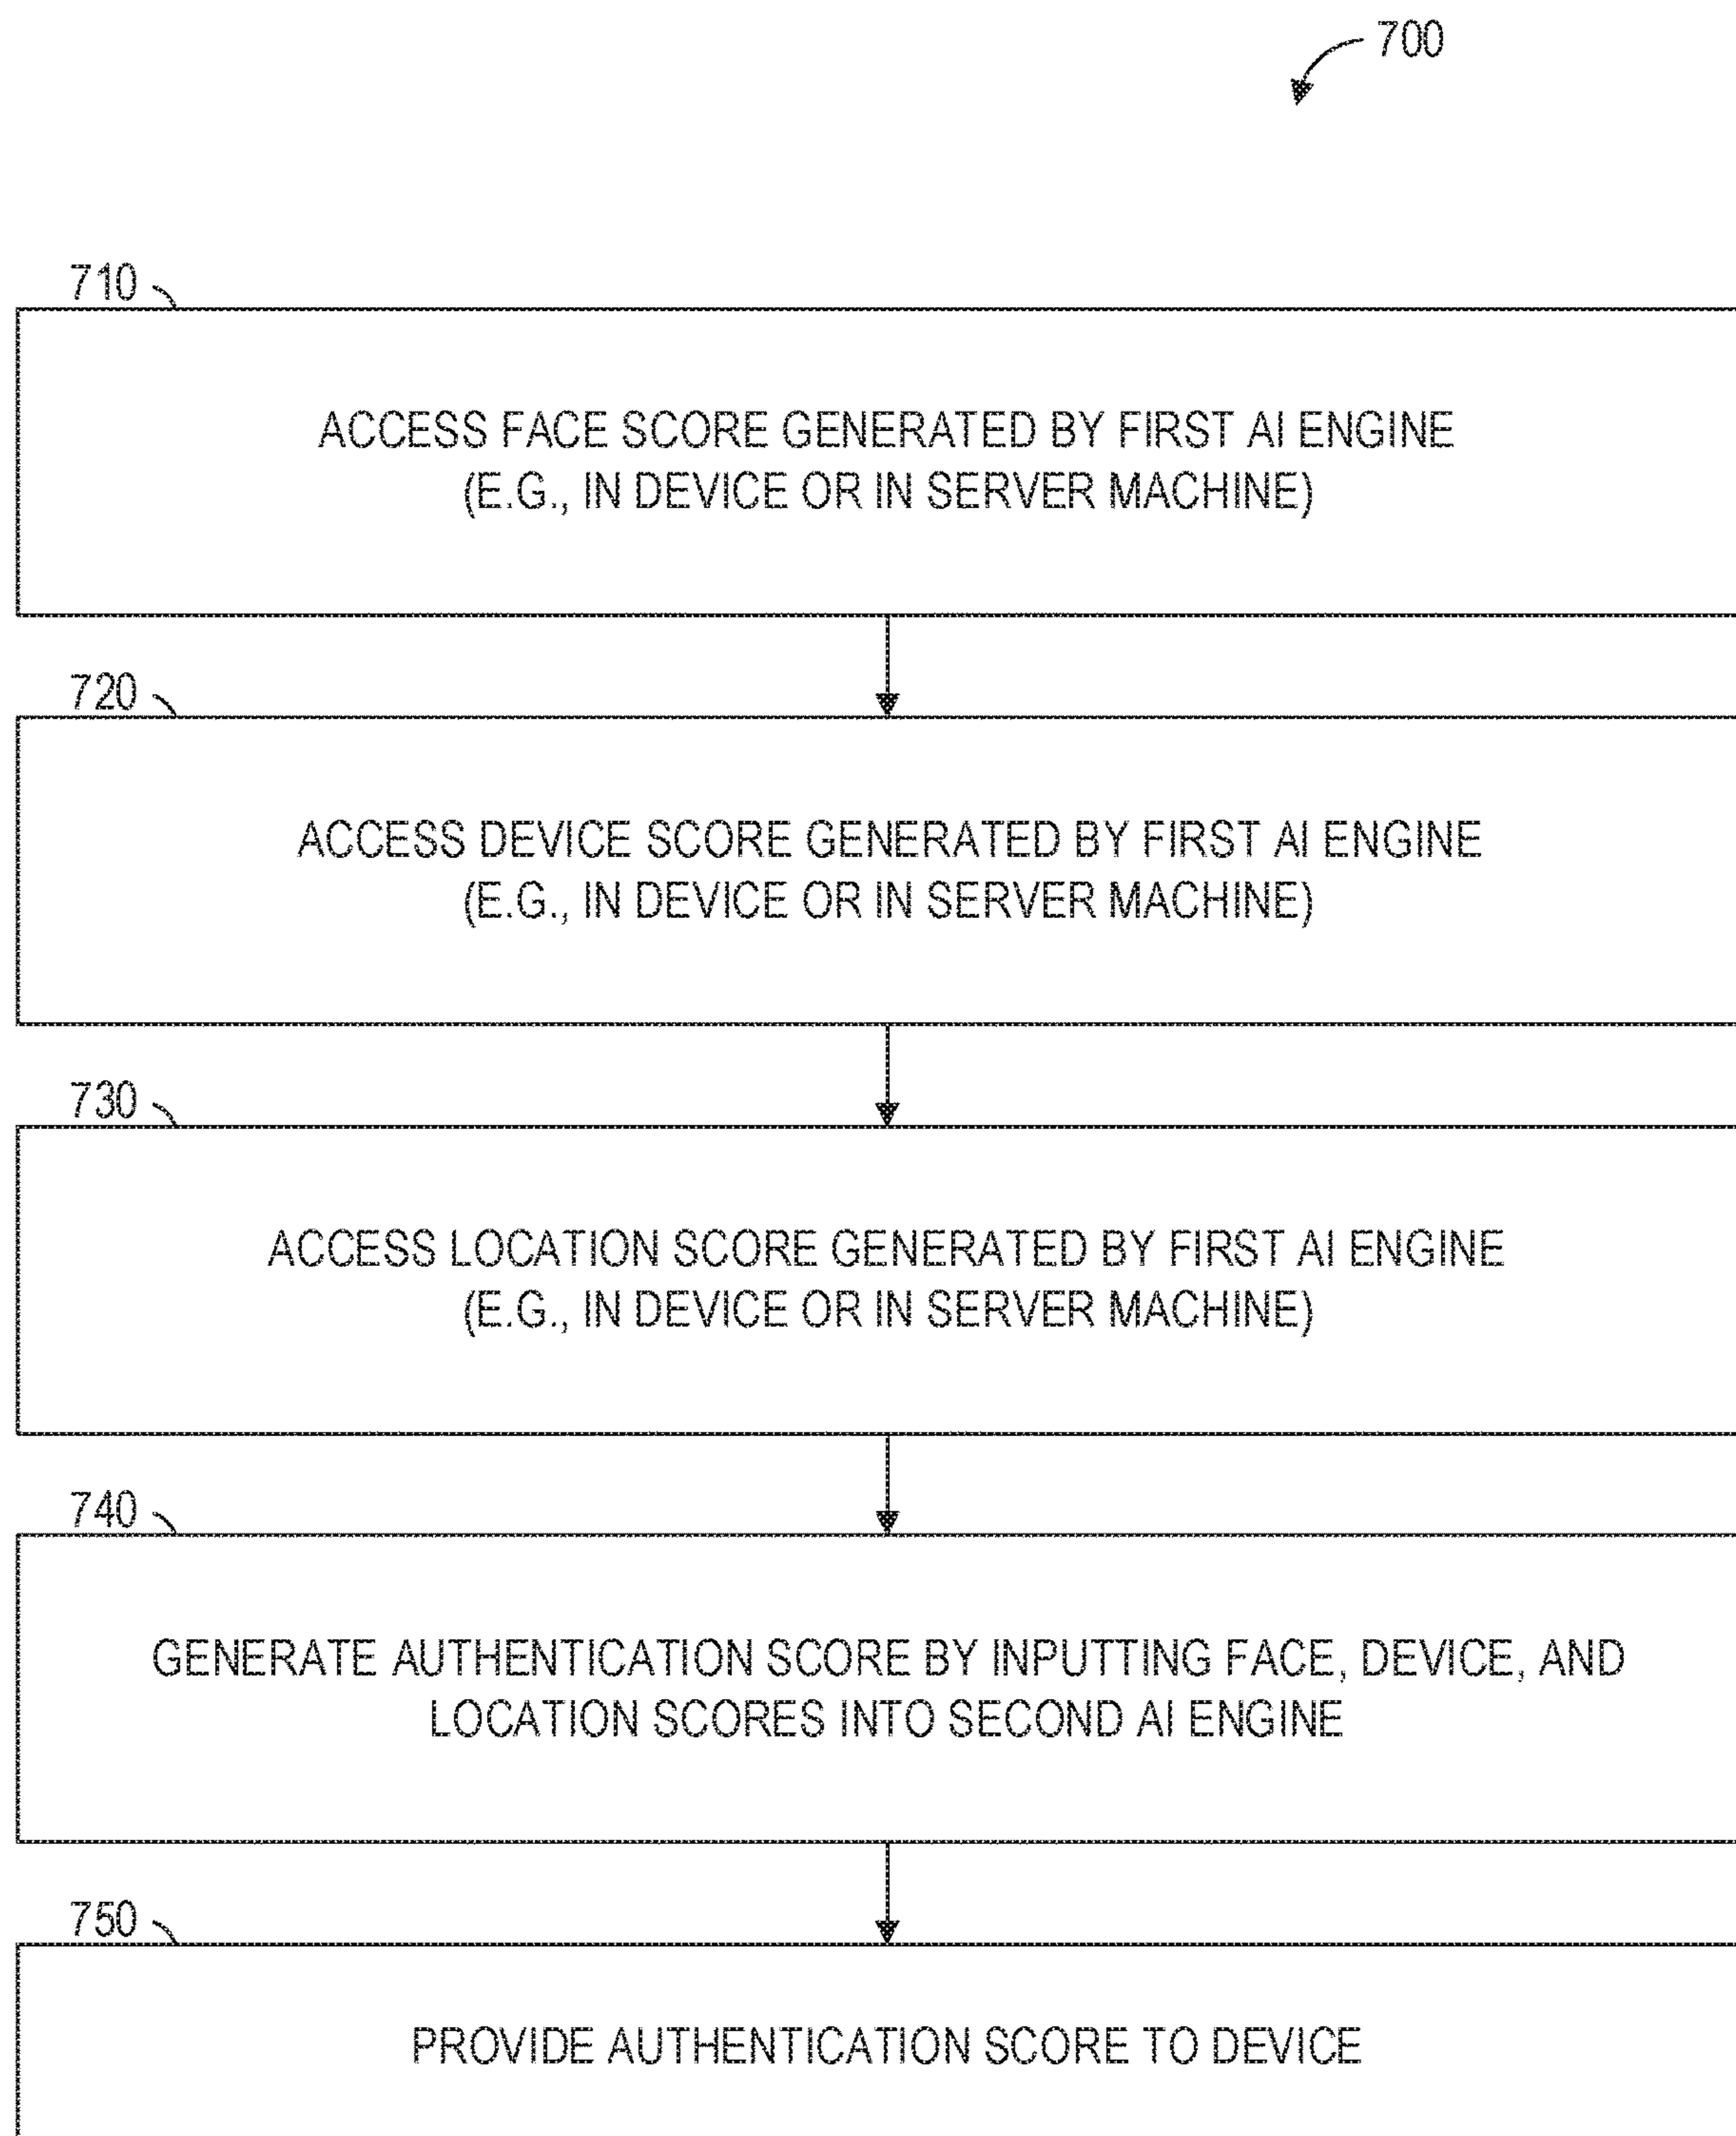 700
710
ACCESS FACE SCORE GENERATED BY FIRST AI ENGINE
(E.G., IN DEVICE OR IN SERVER MACHINE)
720
ACCESS DEVICE SCORE GENERATED BY FIRST AI ENGINE
(E.G., IN DEVICE OR IN SERVER MACHINE)
730
ACCESS LOCATION SCORE GENERATED BY FIRST AI ENGINE
(E.G., IN DEVICE OR IN SERVER MACHINE)
740
GENERATE AUTHENTICATION SCORE BY INPUTTING FACE, DEVICE, AND
LOCATION SCORES INTO SECOND AI ENGINE
750
PROVIDE AUTHENTICATION SCORE TO DEVICE